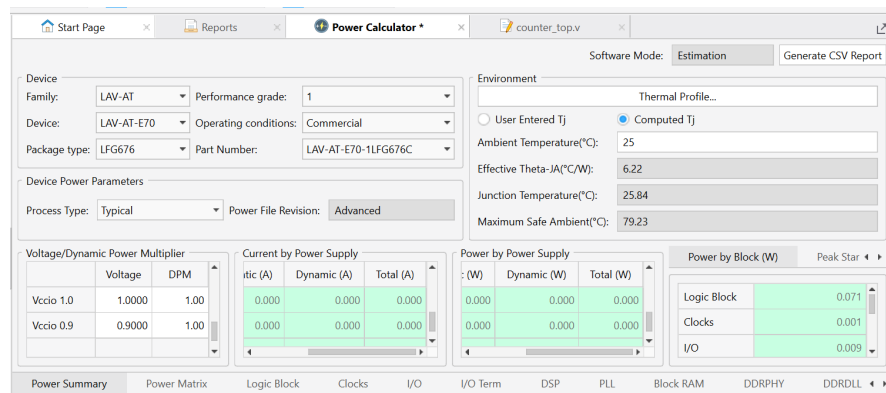 Start Page
Reports
Power Calculator *
counter_top.v
Software Mode: Estimation Generate CSV Report
Device
Family: LAV-AT Performance grade: 1
Device: LAV-AT-E70 Operating conditions: Commercial
Package type: LFG676 Part Number: LAV-AT-E70-1LFG676C
Device Power Parameters
Process Type: Typical Power File Revision: Advanced
Environment
Thermal Profile...
User Entered Tj Computed Tj
Ambient Temperature(°C): 25
Effective Theta-JA(°C/W): 6.22
Junction Temperature(°C): 25.84
Maximum Safe Ambient(°C): 79.23
Voltage/Dynamic Power Multiplier
Voltage DPM
Vccio 1.0 1.0000 1.00
Vccio 0.9 0.9000 1.00
Current by Power Supply
tic (A) Dynamic (A) Total (A)
0.000 0.000 0.000
0.000 0.000 0.000
Power by Power Supply
: (W) Dynamic (W) Total (W)
0.000 0.000 0.000
0.000 0.000 0.000
Power by Block (W) Peak Star
Logic Block 0.071
Clocks 0.001
I/O 0.009
Power Summary Power Matrix Logic Block Clocks I/O I/O Term DSP PLL Block RAM DDRPHY DDRDLL